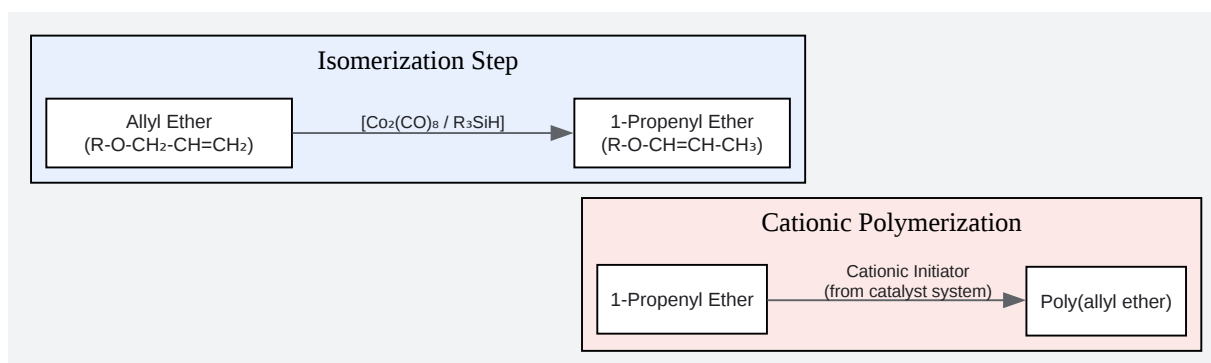 Isomerization Step
Allyl Ether
(R-O-CH₂-CH=CH₂)
[Co₂(CO)₈ / R₃SiH]
1-Propenyl Ether
(R-O-CH=CH-CH₃)
Cationic Polymerization
1-Propenyl Ether
Cationic Initiator
(from catalyst system)
Poly(allyl ether)